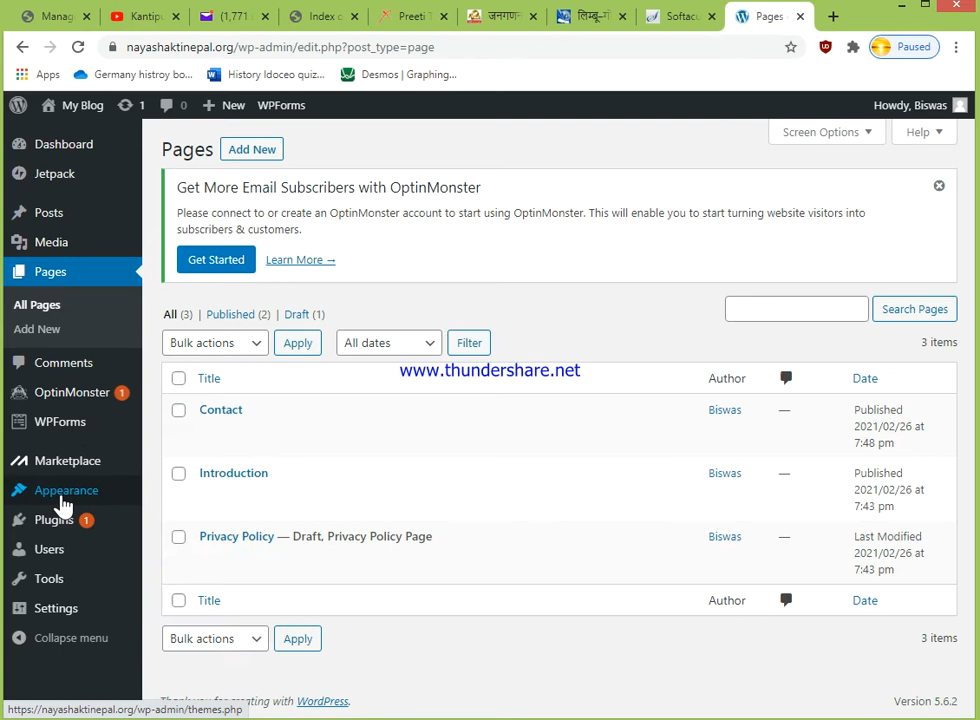 Manag
Kantipu
(1,771
Index o
Preeti T
जनगणन
लिम्बू-नेे
Softacu
Pages
nayashaktinepal.org/wp-admin/edit.php?post_type=page
Paused
Apps
Germany histroy bo...
History Idoceo quiz...
Desmos | Graphing...
My Blog
1
0
New
WPForms
Howdy, Biswas
Dashboard
Jetpack
Posts
Media
Pages
All Pages
Add New
Comments
OptinMonster 1
WPForms
Marketplace
Appearance
Plugins 1
Users
Tools
Settings
Collapse menu
Screen Options
Help
Pages
Add New
Get More Email Subscribers with OptinMonster
Please connect to or create an OptinMonster account to start using OptinMonster. This will enable you to start turning website visitors into
subscribers & customers.
Get Started
Learn More →
All (3) | Published (2) | Draft (1)
Search Pages
Bulk actions
Apply
All dates
Filter
3 items
www.thundershare.net
Title
Author
Date
Contact
Biswas
—
Published
2021/02/26 at
7:48 pm
Introduction
Biswas
—
Published
2021/02/26 at
7:43 pm
Privacy Policy — Draft, Privacy Policy Page
Biswas
—
Last Modified
2021/02/26 at
7:43 pm
Title
Author
Date
Bulk actions
Apply
3 items
Thank you for creating with WordPress.
Version 5.6.2
https://nayashaktinepal.org/wp-admin/themes.php